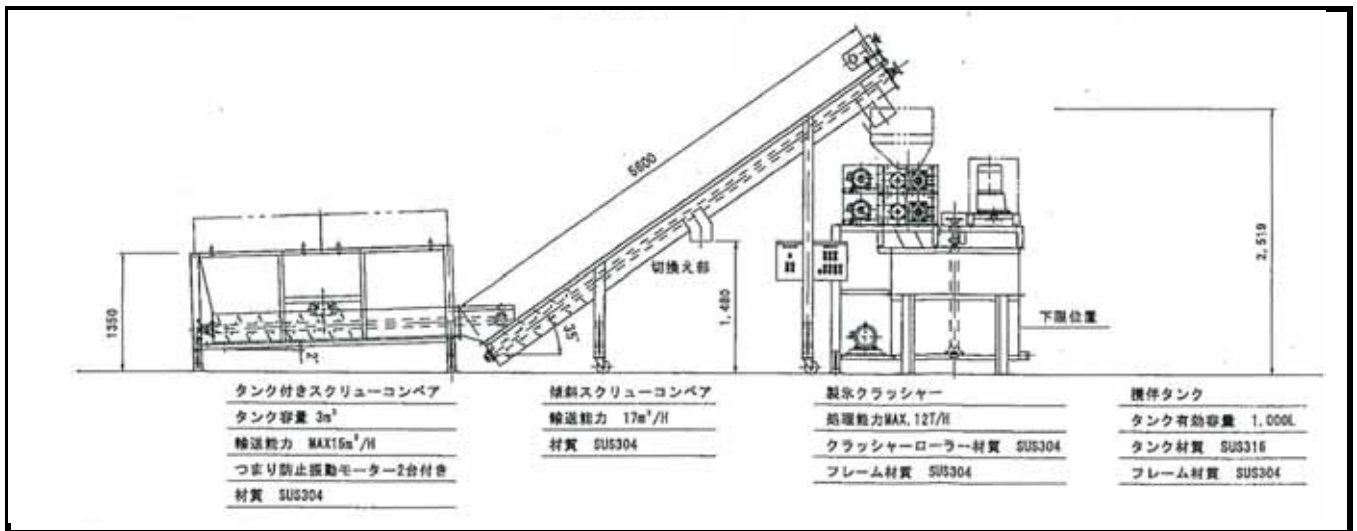 5600
2,519
切換え部
1350
1,480
35°
2°
下限位置
タンク付きスクリューコンベア
タンク容量 3m³
輸送能力 MAX15m³/H
つまり防止振動モーター2台付き
材質 SUS304
傾斜スクリューコンベア
輸送能力 17m³/H
材質 SUS304
製氷クラッシャー
処理能力MAX.12T/H
クラッシャーローラー材質 SUS304
フレーム材質 SUS304
攪伴タンク
タンク有効容量 1,000L
タンク材質 SUS316
フレーム材質 SUS304